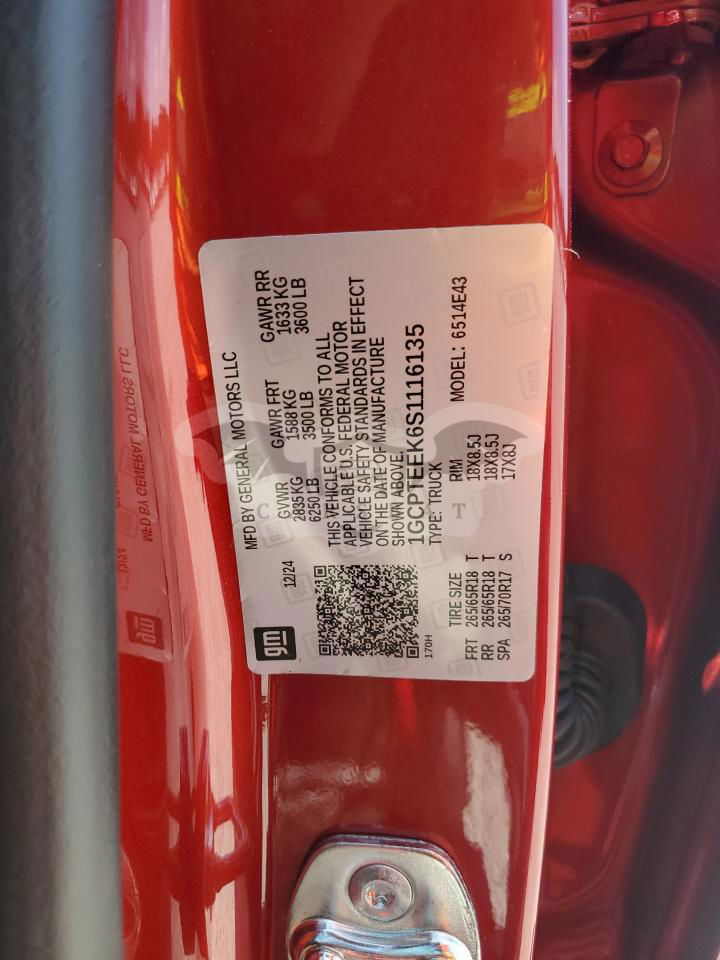 gm
MFD BY GENERAL MOTORS LLC
12/24
GVWR GAWR FRT GAWR RR
2835 KG 1588 KG 1633 KG
6250 LB 3500 LB 3600 LB
THIS VEHICLE CONFORMS TO ALL
APPLICABLE U.S. FEDERAL MOTOR
VEHICLE SAFETY STANDARDS IN EFFECT
ON THE DATE OF MANUFACTURE
SHOWN ABOVE.
1GCPTEEK6S1116135
TYPE: TRUCK
MODEL: 6514E43
170H
TIRE SIZE RIM
FRT 265/65R18 T 18X8.5J
RR 265/65R18 T 18X8.5J
SPA 265/70R17 S 17X8J